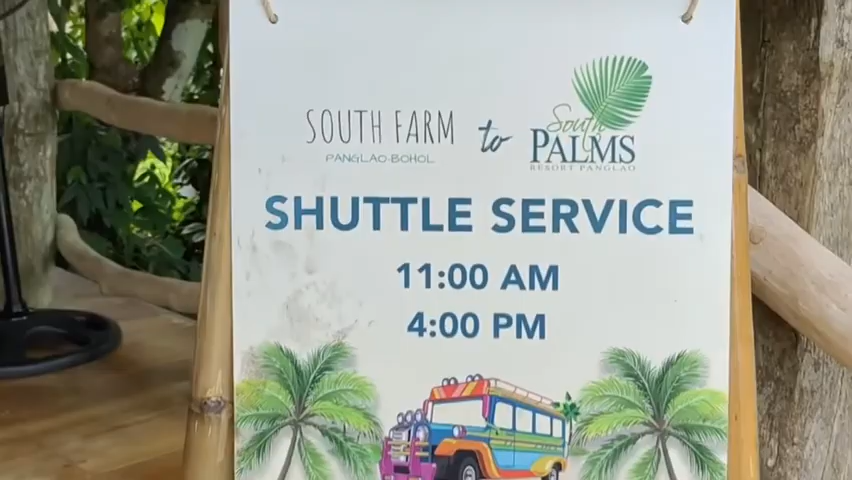 SOUTH FARM to South
PANGLAO-BOHOL PALMS
RESORT PANGLAO
SHUTTLE SERVICE
11:00 AM
4:00 PM